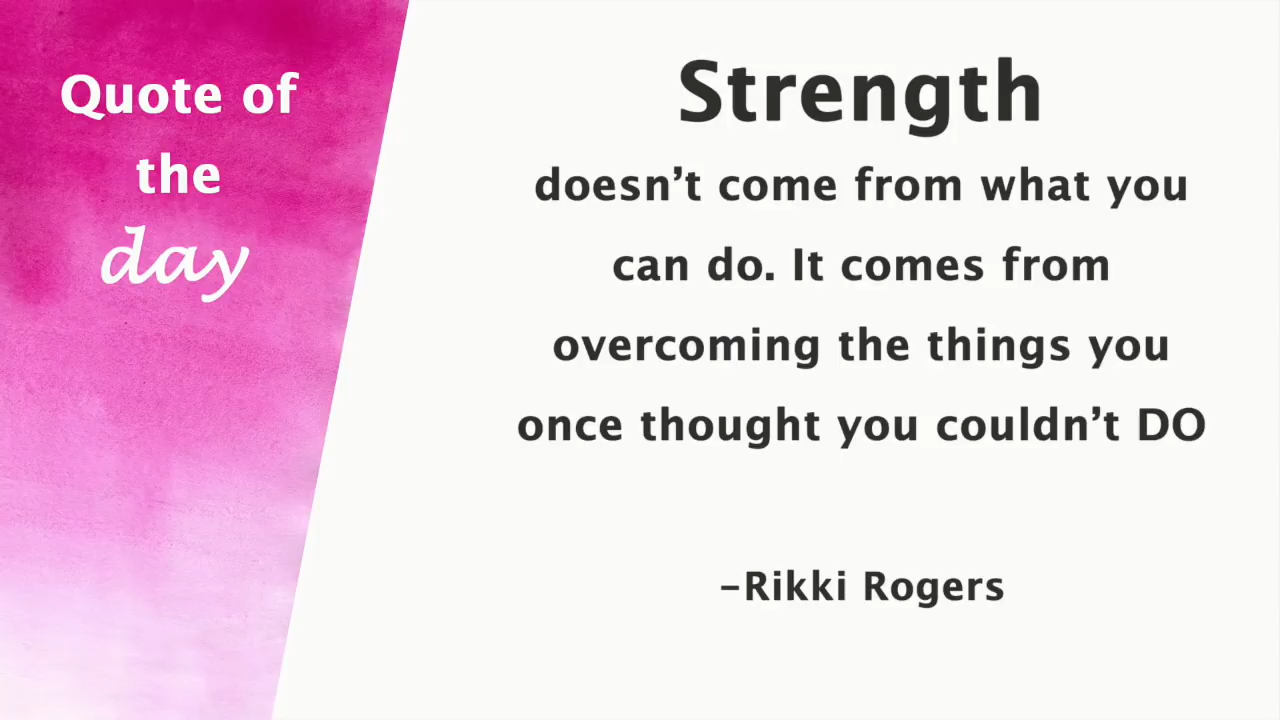 Quote of
the
day
Strength
doesn’t come from what you
can do. It comes from
overcoming the things you
once thought you couldn’t DO
–Rikki Rogers